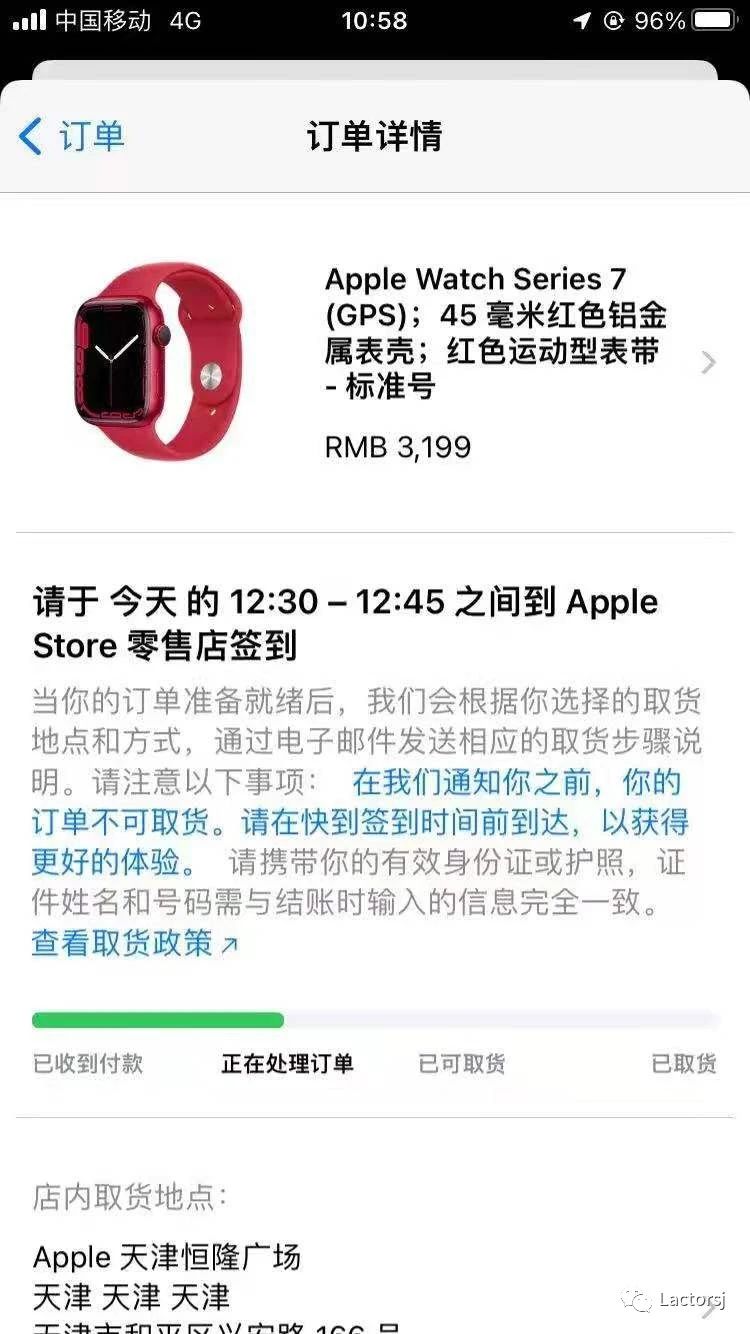 中国移动 4G 10:58 96%
订单 订单详情
Apple Watch Series 7
(GPS)；45 毫米红色铝金
属表壳；红色运动型表带
- 标准号
RMB 3,199
请于 今天 的 12:30 – 12:45 之间到 Apple
Store 零售店签到
当你的订单准备就绪后，我们会根据你选择的取货
地点和方式，通过电子邮件发送相应的取货步骤说
明。请注意以下事项： 在我们通知你之前，你的
订单不可取货。请在快到签到时间前到达，以获得
更好的体验。 请携带你的有效身份证或护照，证
件姓名和号码需与结账时输入的信息完全一致。
查看取货政策
已收到付款 正在处理订单 已可取货 已取货
店内取货地点：
Apple 天津恒隆广场
天津 天津 天津
天津市和平区兴安路 166 号
Lactorsj